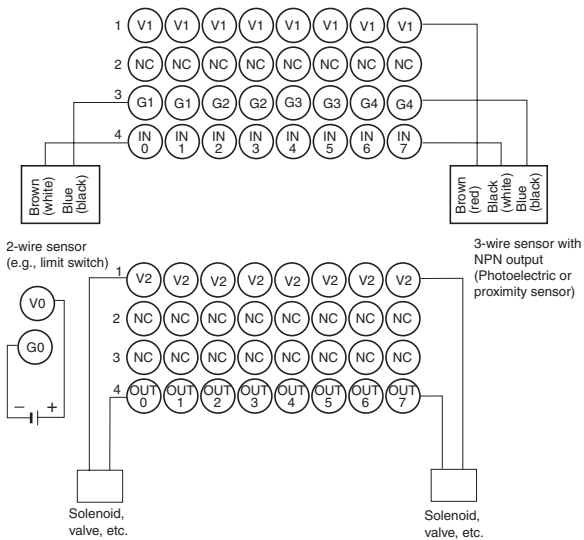 1 V1 V1 V1 V1 V1 V1 V1 V1
2 NC NC NC NC NC NC NC NC
3 G1 G1 G2 G2 G3 G3 G4 G4
4 IN 0 IN 1 IN 2 IN 3 IN 4 IN 5 IN 6 IN 7
Brown (white)
Blue (black)
2-wire sensor
(e.g., limit switch)
Brown (red)
Black (white)
Blue (black)
3-wire sensor with
NPN output
(Photoelectric or
proximity sensor)
V0
G0
– +
1 V2 V2 V2 V2 V2 V2 V2 V2
2 NC NC NC NC NC NC NC NC
3 NC NC NC NC NC NC NC NC
4 OUT 0 OUT 1 OUT 2 OUT 3 OUT 4 OUT 5 OUT 6 OUT 7
Solenoid,
valve, etc.
Solenoid,
valve, etc.